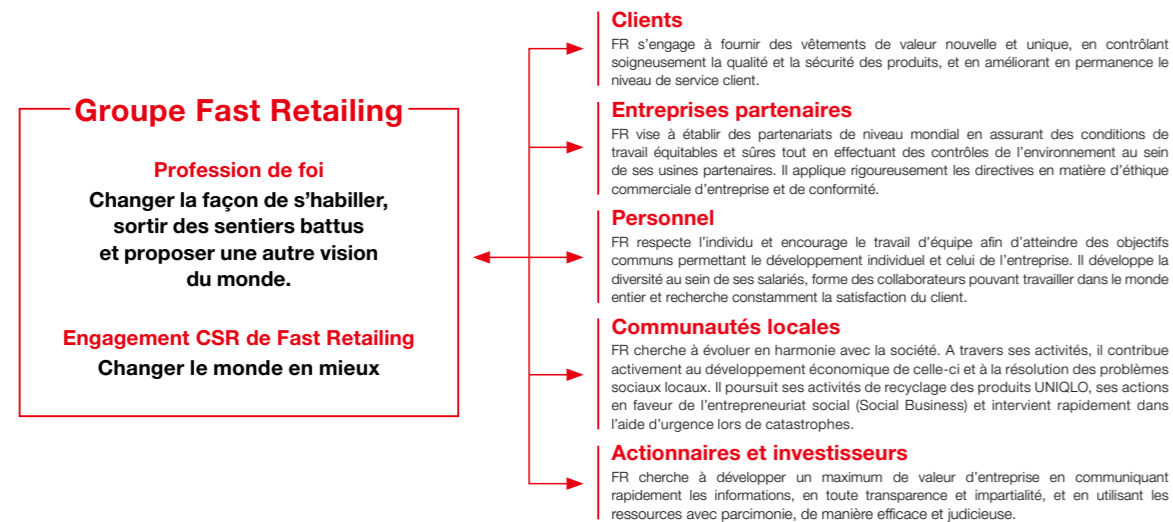 Groupe Fast Retailing
Profession de foi
Changer la façon de s’habiller,
sortir des sentiers battus
et proposer une autre vision
du monde.
Engagement CSR de Fast Retailing
Changer le monde en mieux
Clients
FR s’engage à fournir des vêtements de valeur nouvelle et unique, en contrôlant
soigneusement la qualité et la sécurité des produits, et en améliorant en permanence le
niveau de service client.
Entreprises partenaires
FR vise à établir des partenariats de niveau mondial en assurant des conditions de
travail équitables et sûres tout en effectuant des contrôles de l’environnement au sein
de ses usines partenaires. Il applique rigoureusement les directives en matière d’éthique
commerciale d’entreprise et de conformité.
Personnel
FR respecte l’individu et encourage le travail d’équipe afin d’atteindre des objectifs
communs permettant le développement individuel et celui de l’entreprise. Il développe la
diversité au sein de ses salariés, forme des collaborateurs pouvant travailler dans le monde
entier et recherche constamment la satisfaction du client.
Communautés locales
FR cherche à évoluer en harmonie avec la société. A travers ses activités, il contribue
activement au développement économique de celle-ci et à la résolution des problèmes
sociaux locaux. Il poursuit ses activités de recyclage des produits UNIQLO, ses actions
en faveur de l’entrepreneuriat social (Social Business) et intervient rapidement dans
l’aide d’urgence lors de catastrophes.
Actionnaires et investisseurs
FR cherche à développer un maximum de valeur d’entreprise en communiquant
rapidement les informations, en toute transparence et impartialité, et en utilisant les
ressources avec parcimonie, de manière efficace et judicieuse.